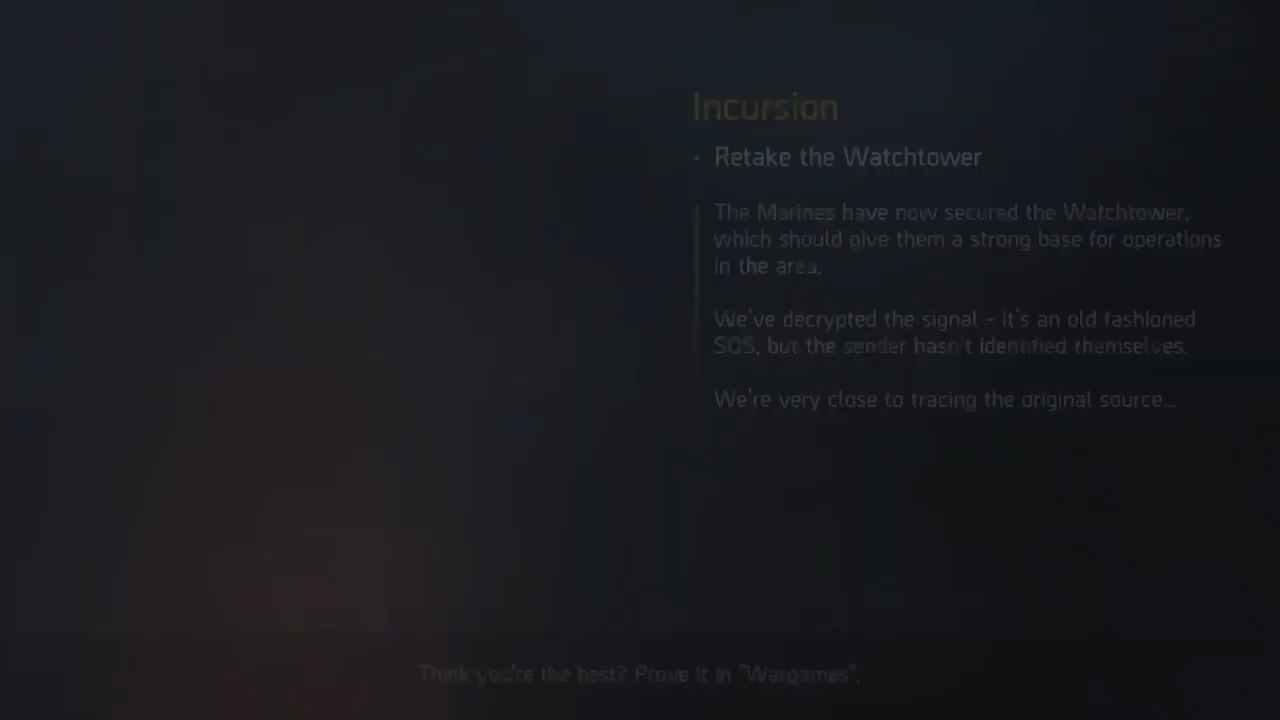 Incursion
• Retake the Watchtower
The Marines have now secured the Watchtower,
which should give them a strong base for operations
in the area.
We've decrypted the signal - it's an old fashioned
SOS, but the sender hasn't identified themselves.
We're very close to tracing the original source...
Think you're the best? Prove it in "Wargames".